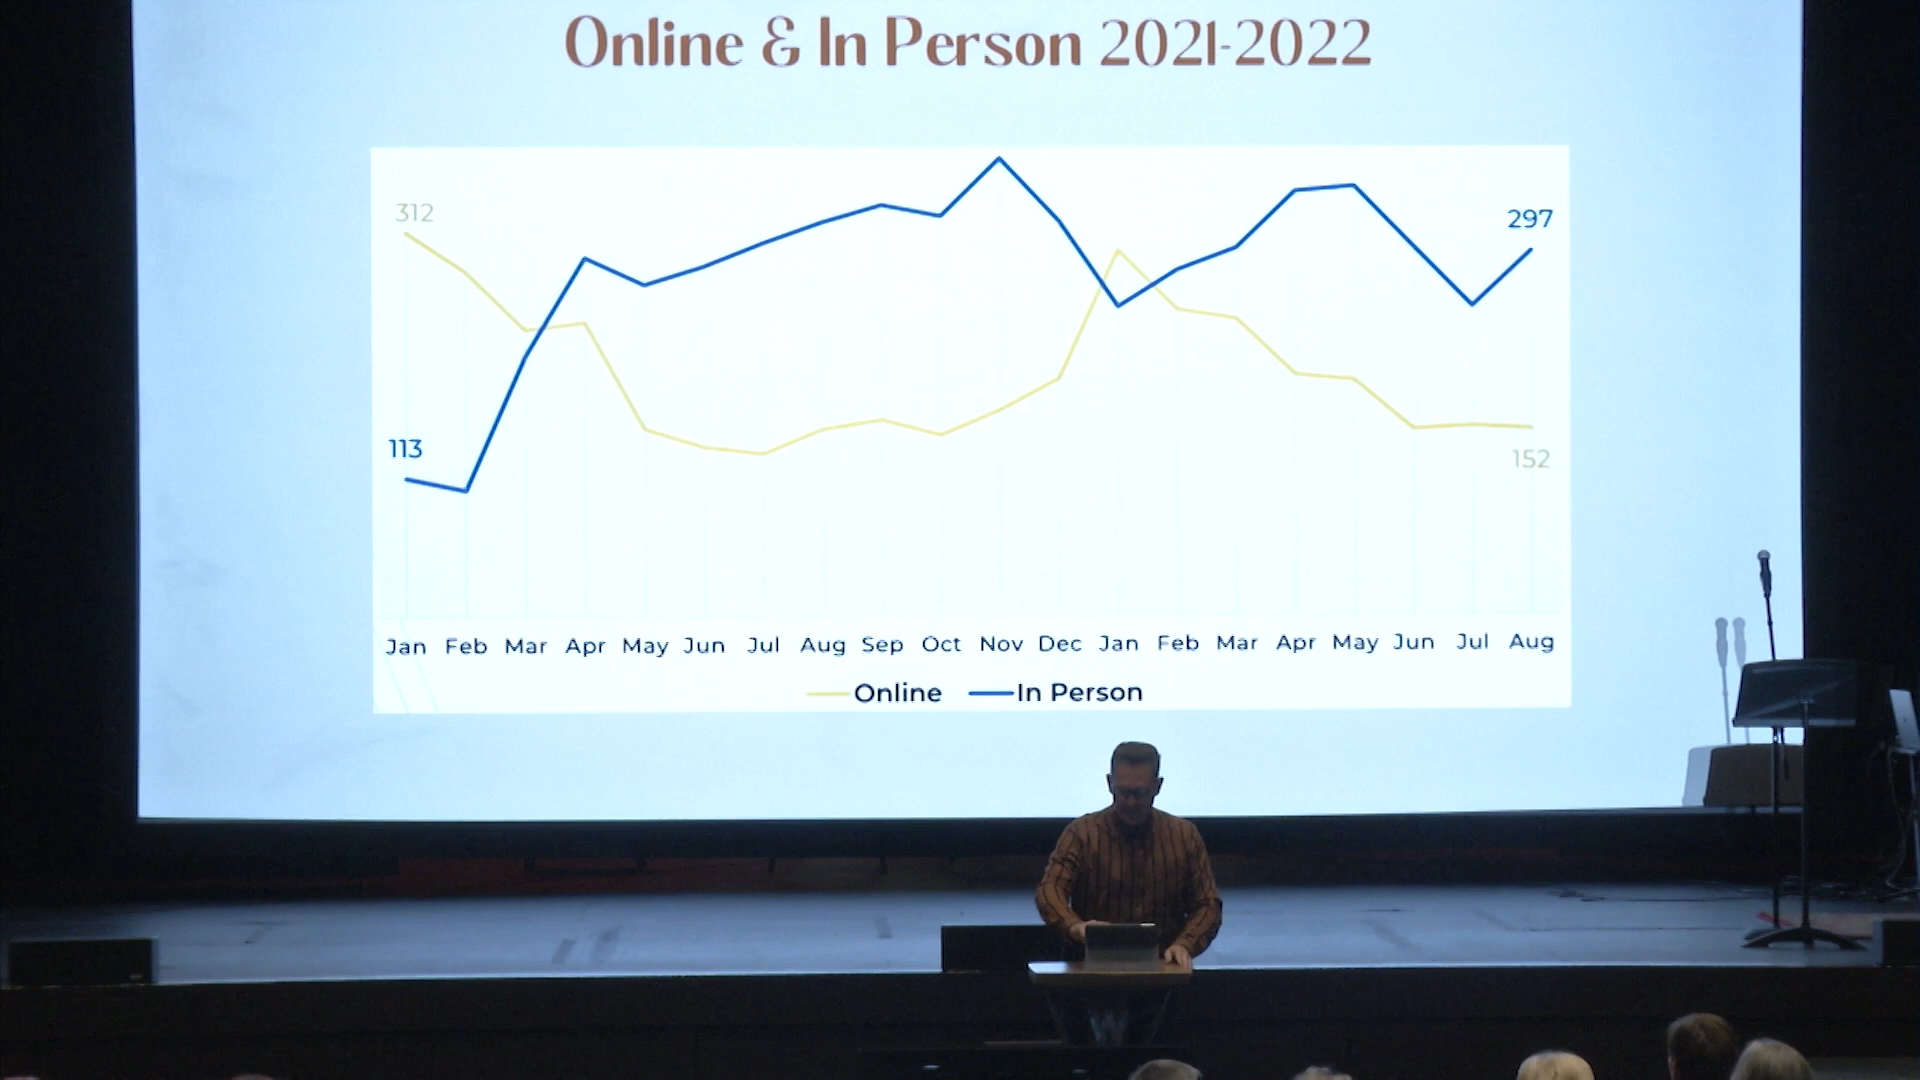 Online & In Person 2021-2022
312
297
113
152
Jan Feb Mar Apr May Jun Jul Aug Sep Oct Nov Dec Jan Feb Mar Apr May Jun Jul Aug
Online In Person